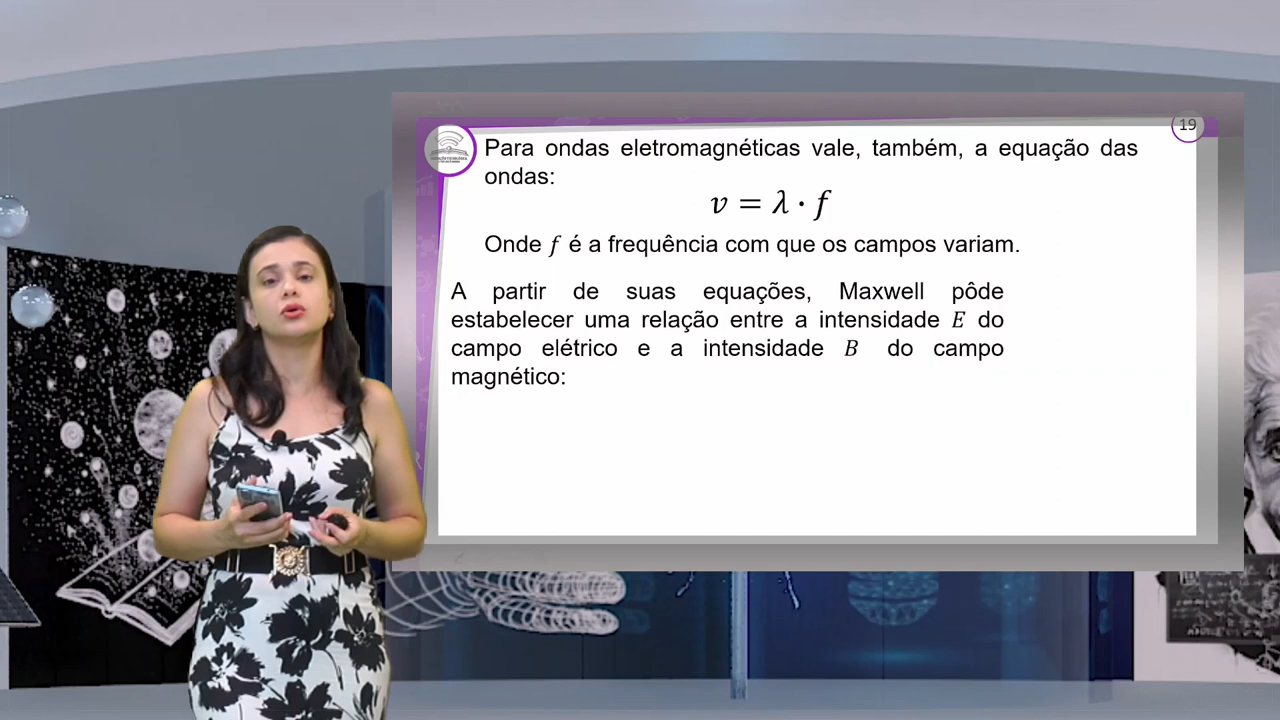 19
Para ondas eletromagnéticas vale, também, a equação das
ondas:
v = λ · f
Onde f é a frequência com que os campos variam.
A partir de suas equações, Maxwell pôde
estabelecer uma relação entre a intensidade E do
campo elétrico e a intensidade B do campo
magnético: